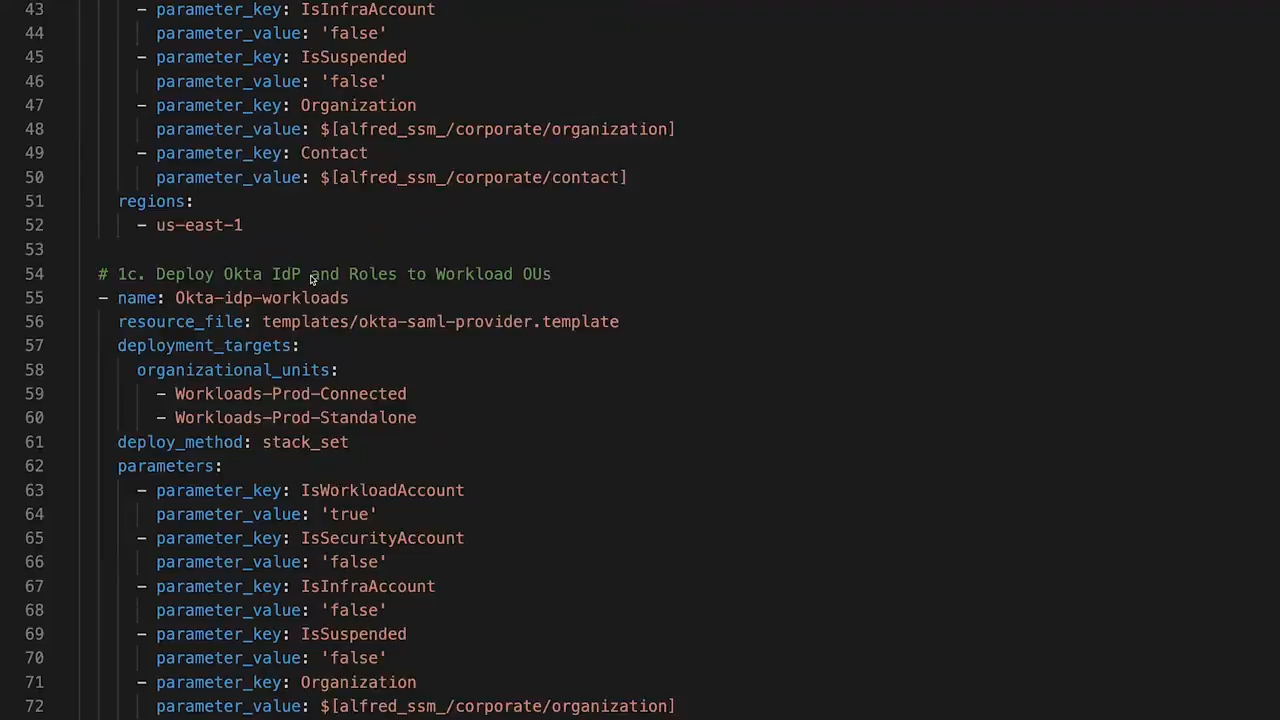 43 - parameter_key: IsInfraAccount
44 parameter_value: 'false'
45 - parameter_key: IsSuspended
46 parameter_value: 'false'
47 - parameter_key: Organization
48 parameter_value: $[alfred_ssm_/corporate/organization]
49 - parameter_key: Contact
50 parameter_value: $[alfred_ssm_/corporate/contact]
51 regions:
52 - us-east-1
53
54 # 1c. Deploy Okta IdP and Roles to Workload OUs
55 - name: Okta-idp-workloads
56 resource_file: templates/okta-saml-provider.template
57 deployment_targets:
58 organizational_units:
59 - Workloads-Prod-Connected
60 - Workloads-Prod-Standalone
61 deploy_method: stack_set
62 parameters:
63 - parameter_key: IsWorkloadAccount
64 parameter_value: 'true'
65 - parameter_key: IsSecurityAccount
66 parameter_value: 'false'
67 - parameter_key: IsInfraAccount
68 parameter_value: 'false'
69 - parameter_key: IsSuspended
70 parameter_value: 'false'
71 - parameter_key: Organization
72 parameter_value: $[alfred_ssm_/corporate/organization]